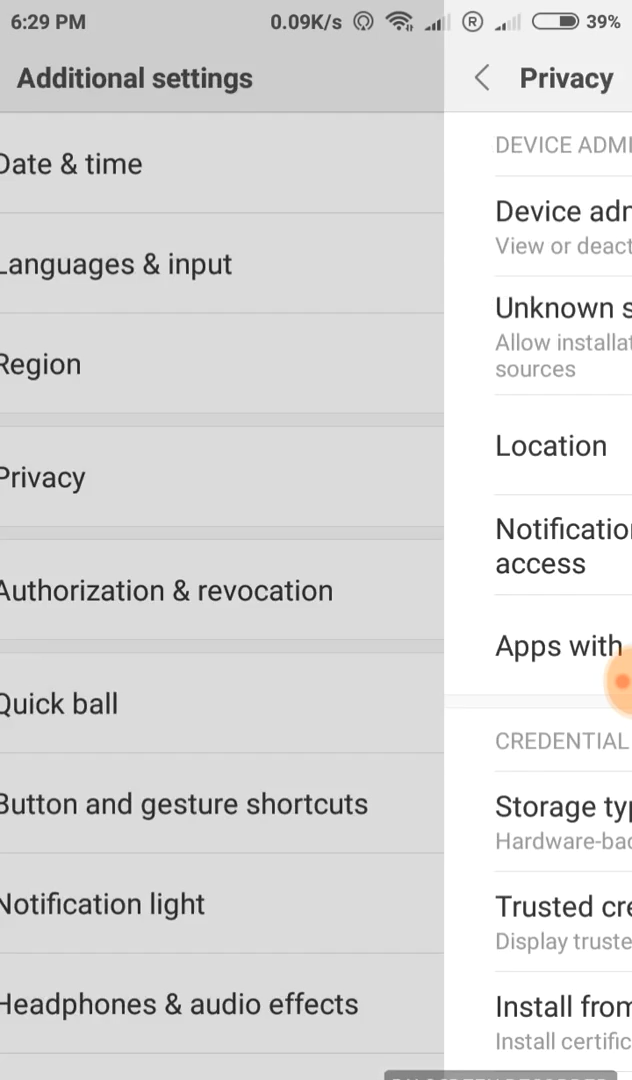 6:29 PM 0.09K/s R 39%
Additional settings
Date & time
Languages & input
Region
Privacy
Authorization & revocation
Quick ball
Button and gesture shortcuts
Notification light
Headphones & audio effects
Privacy
DEVICE ADMI
Device adm
View or deact
Unknown s
Allow installat
sources
Location
Notification
access
Apps with
CREDENTIAL
Storage typ
Hardware-bac
Trusted cre
Display truste
Install from
Install certific